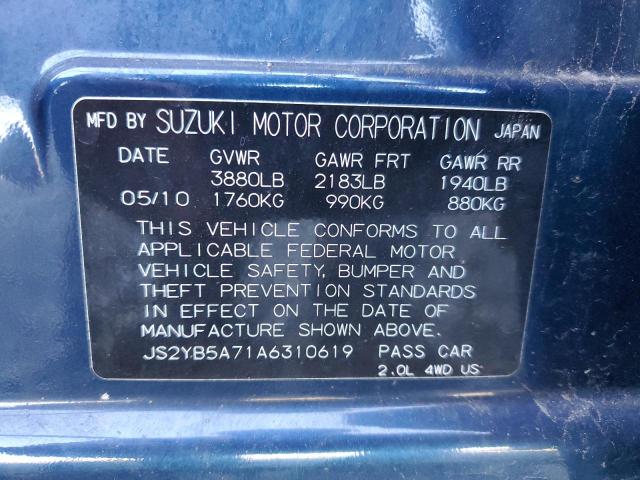 MFD BY SUZUKI MOTOR CORPORATION JAPAN
DATE GVWR GAWR FRT GAWR RR
3880LB 2183LB 1940LB
05/10 1760KG 990KG 880KG
THIS VEHICLE CONFORMS TO ALL
APPLICABLE FEDERAL MOTOR
VEHICLE SAFETY, BUMPER AND
THEFT PREVENTION STANDARDS
IN EFFECT ON THE DATE OF
MANUFACTURE SHOWN ABOVE.
JS2YB5A71A6310619 PASS CAR
2.0L 4WD US